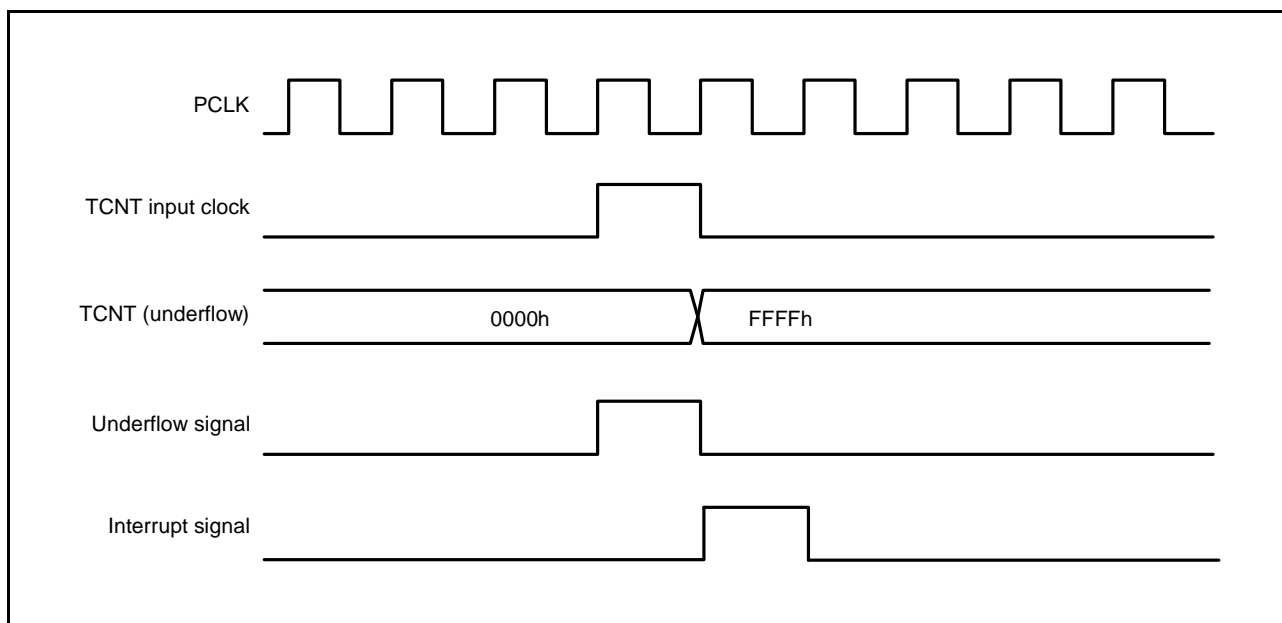 PCLK
TCNT input clock
TCNT (underflow)
0000h
FFFFh
Underflow signal
Interrupt signal